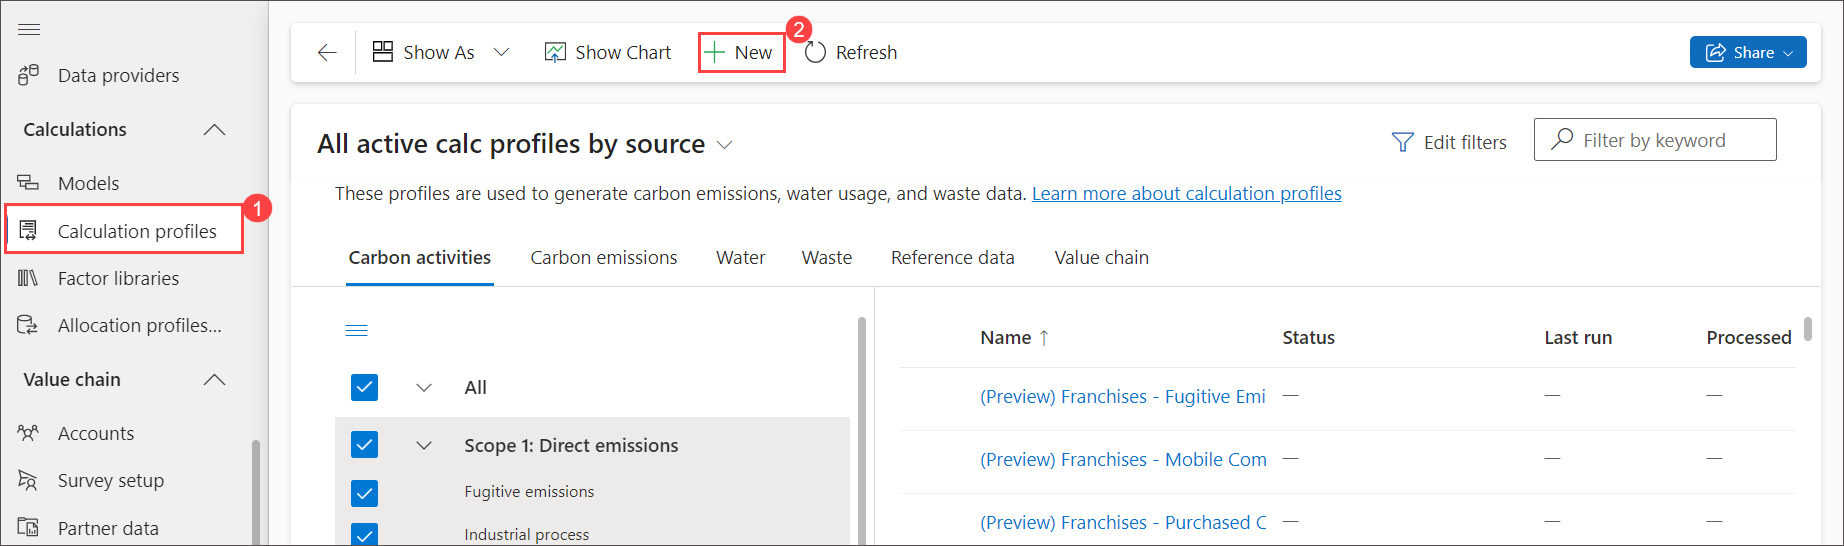 Data providers
Calculations
Models
1
Calculation profiles
Factor libraries
Allocation profiles...
Value chain
Accounts
Survey setup
Partner data
Show As
Show Chart
New
2
Refresh
Share
All active calc profiles by source
Edit filters
Filter by keyword
These profiles are used to generate carbon emissions, water usage, and waste data. Learn more about calculation profiles
Carbon activities Carbon emissions Water Waste Reference data Value chain
All
Scope 1: Direct emissions
Fugitive emissions
Industrial process
Name ↑ Status Last run Processed
(Preview) Franchises - Fugitive Emi — — —
(Preview) Franchises - Mobile Com — — —
(Preview) Franchises - Purchased C — — —